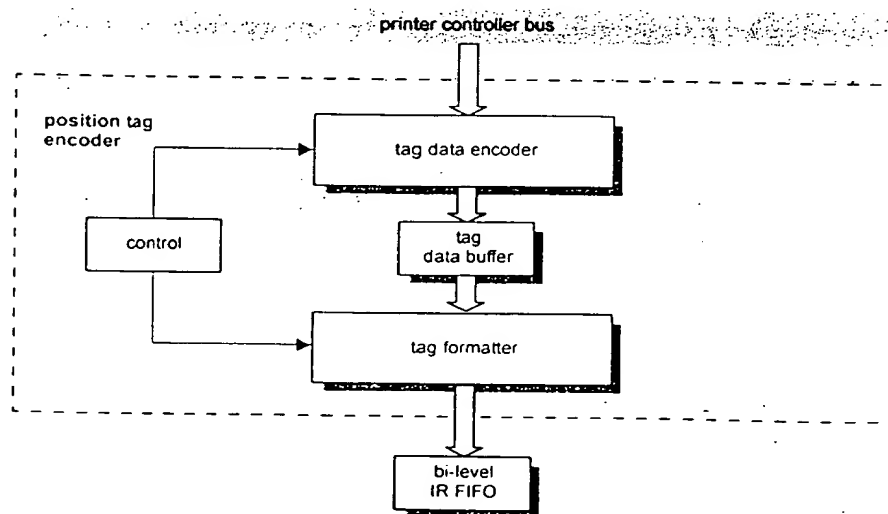 printer controller bus
position tag
encoder
tag data encoder
control
tag
data buffer
tag formatter
bi-level
IR FIFO